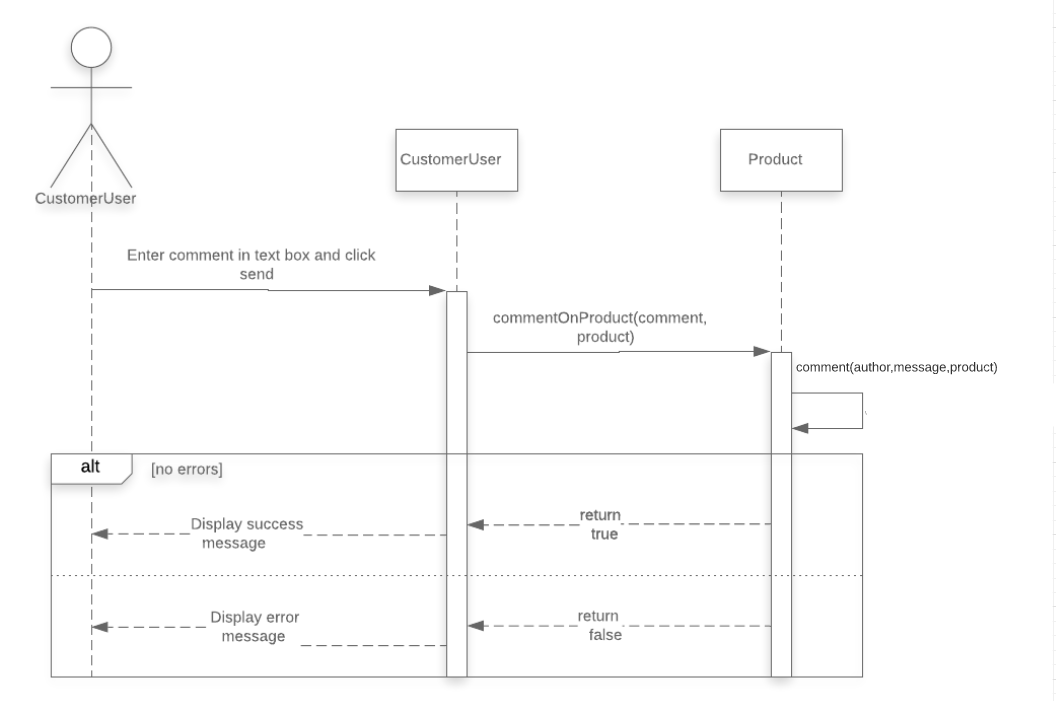 CustomerUser
Product
CustomerUser
Enter comment in text box and click
send
commentOnProduct(comment,
product)
comment(author,message,product)
alt
[no errors]
Display success
message
return
true
Display error
message
return
false